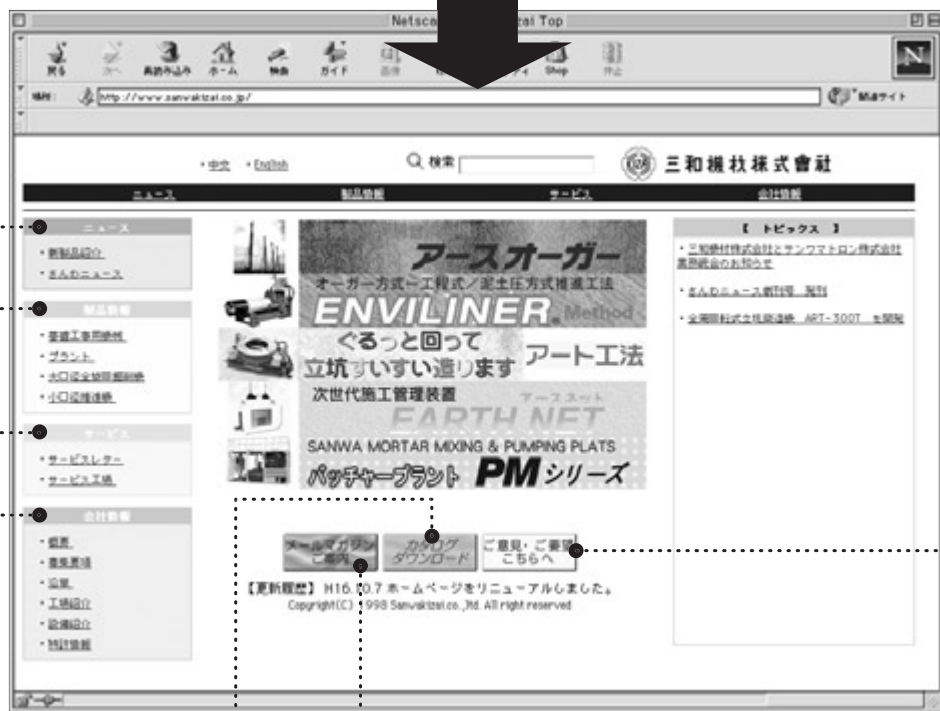 Netsca
zai Top
戻る 次へ 再読み込み ホーム 検索 ガイド 画像 Shop 停止
場所: http://www.sanwakizai.co.jp/ 関連サイト
・中文 ・English 検索 三和機材株式會社
ニュース 製品情報 サービス 会社情報
ニュース
・新製品紹介
・さんわニュース
製品情報
・基礎工事用機械
・プラント
・大口径全旋回掘削機
・小口径推進機
サービス
・サービスレター
・サービス工場
会社情報
・概要
・事業要項
・沿革
・工場紹介
・設備紹介
・特許情報
アースオーガー
オーガー方式一工程式/泥土圧方式推進工法
ENVILINER® Method
ぐるっと回って
立坑すいすい造ります
アート工法
次世代施工管理装置
アースネット
EARTH NET
SANWA MORTAR MIXING & PUMPING PLATS
バッチャープラント PMシリーズ
メールマガジン
ご案内
カタログ
ダウンロード
ご意見・ご要望
こちらへ
【更新履歴】 H16.10.7 ホームページをリニューアルしました。
Copyright(C) 1998 Sanwakizai.co.,ltd. All right reserved
【 トピックス 】
・三和機材株式会社とサンワマトロン株式会社
業務統合のお知らせ
・さんわニュース創刊号 発刊
・全旋回式立坑築造機 ART-300T を開発